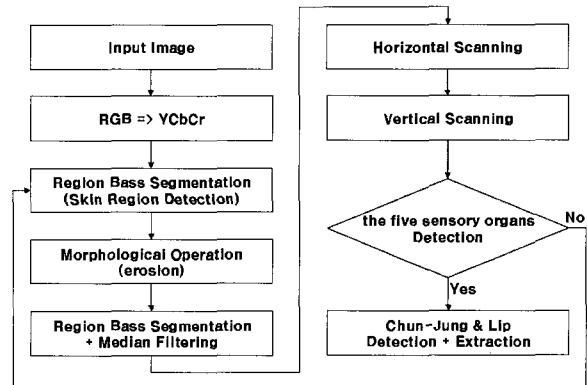 Input Image
RGB => YCbCr
Region Bass Segmentation
(Skin Region Detection)
Morphological Operation
(erosion)
Region Bass Segmentation
+ Median Filtering
Horizontal Scanning
Vertical Scanning
the five sensory organs
Detection
No
Yes
Chun-Jung & Lip
Detection + Extraction